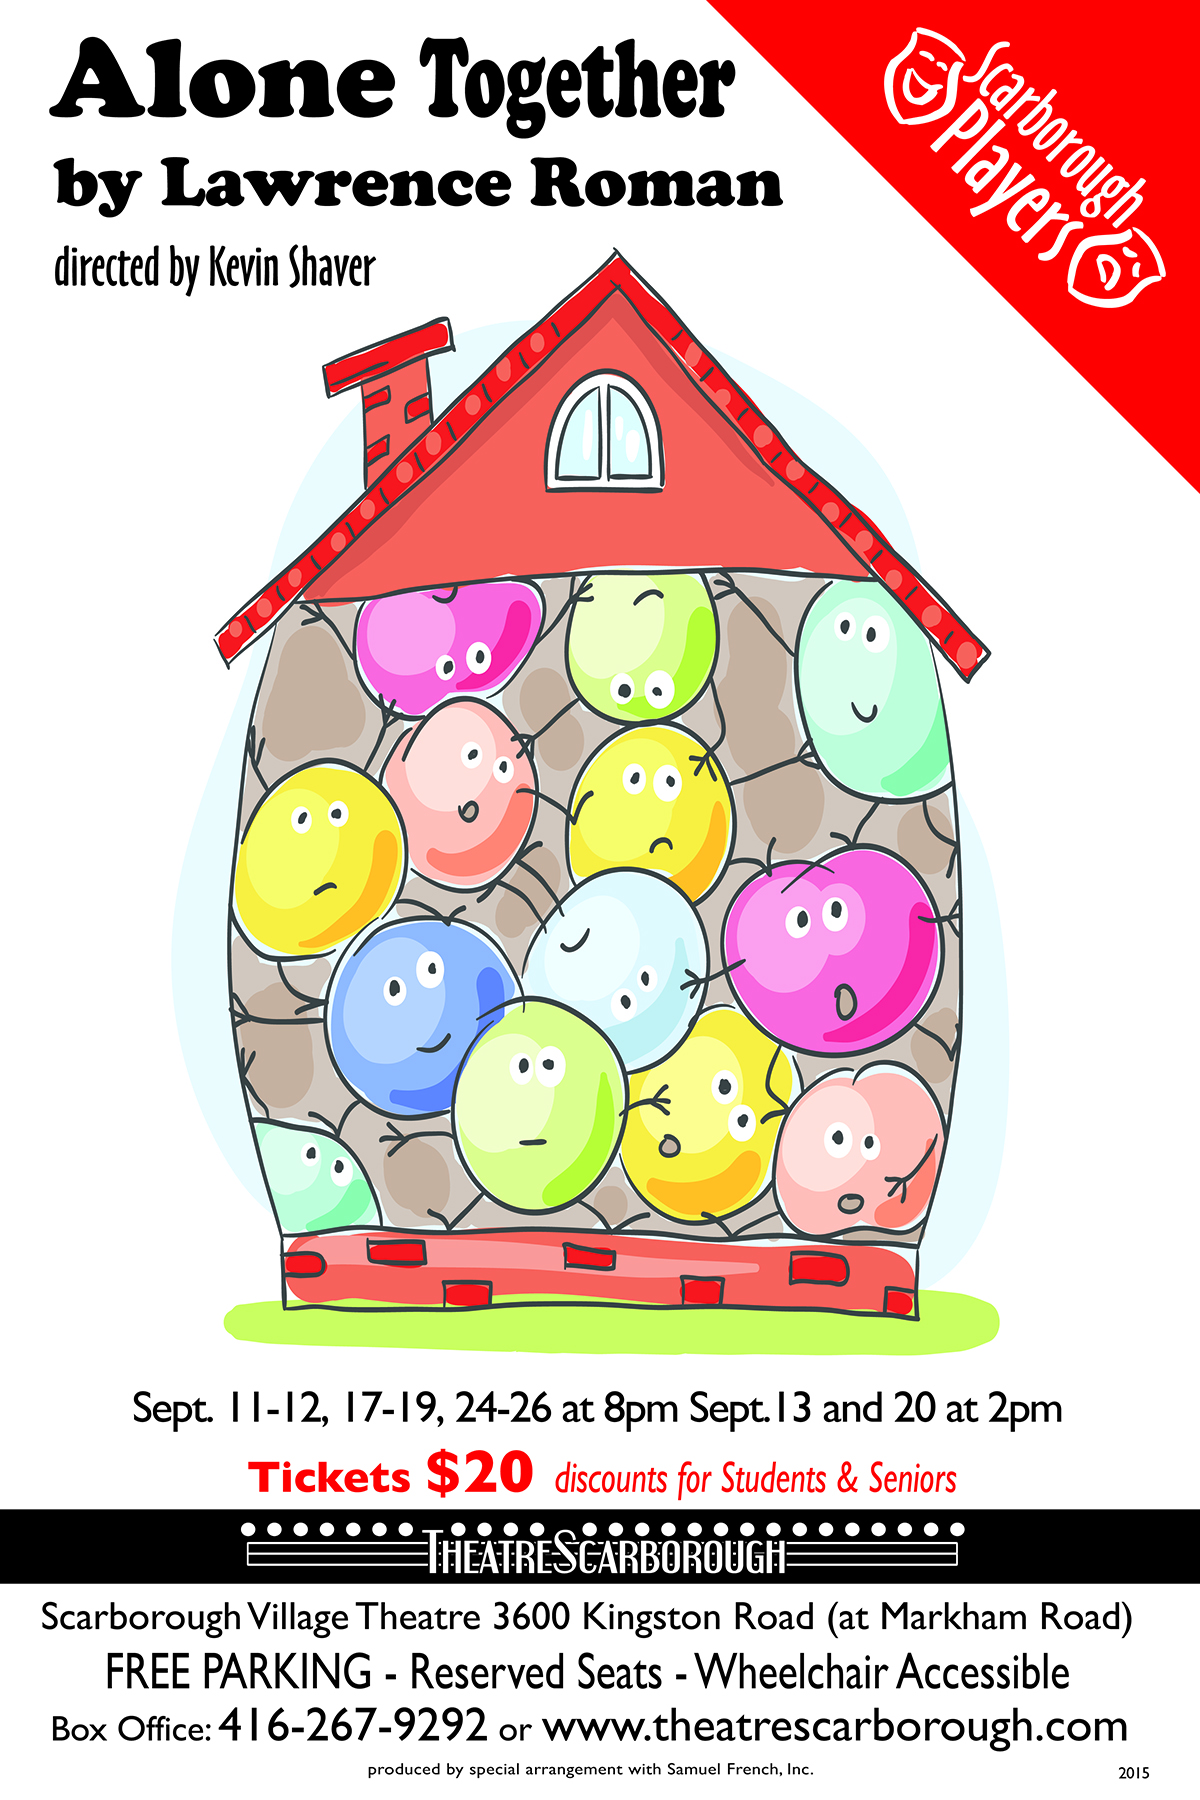 Alone Together
by Lawrence Roman
directed by Kevin Shaver
Scarborough
Players
Sept. 11-12, 17-19, 24-26 at 8pm Sept.13 and 20 at 2pm
Tickets $20 discounts for Students & Seniors
THEATRESCARBOROUGH
Scarborough Village Theatre 3600 Kingston Road (at Markham Road)
FREE PARKING - Reserved Seats - Wheelchair Accessible
Box Office: 416-267-9292 or www.theatrescarborough.com
produced by special arrangement with Samuel French, Inc.
2015